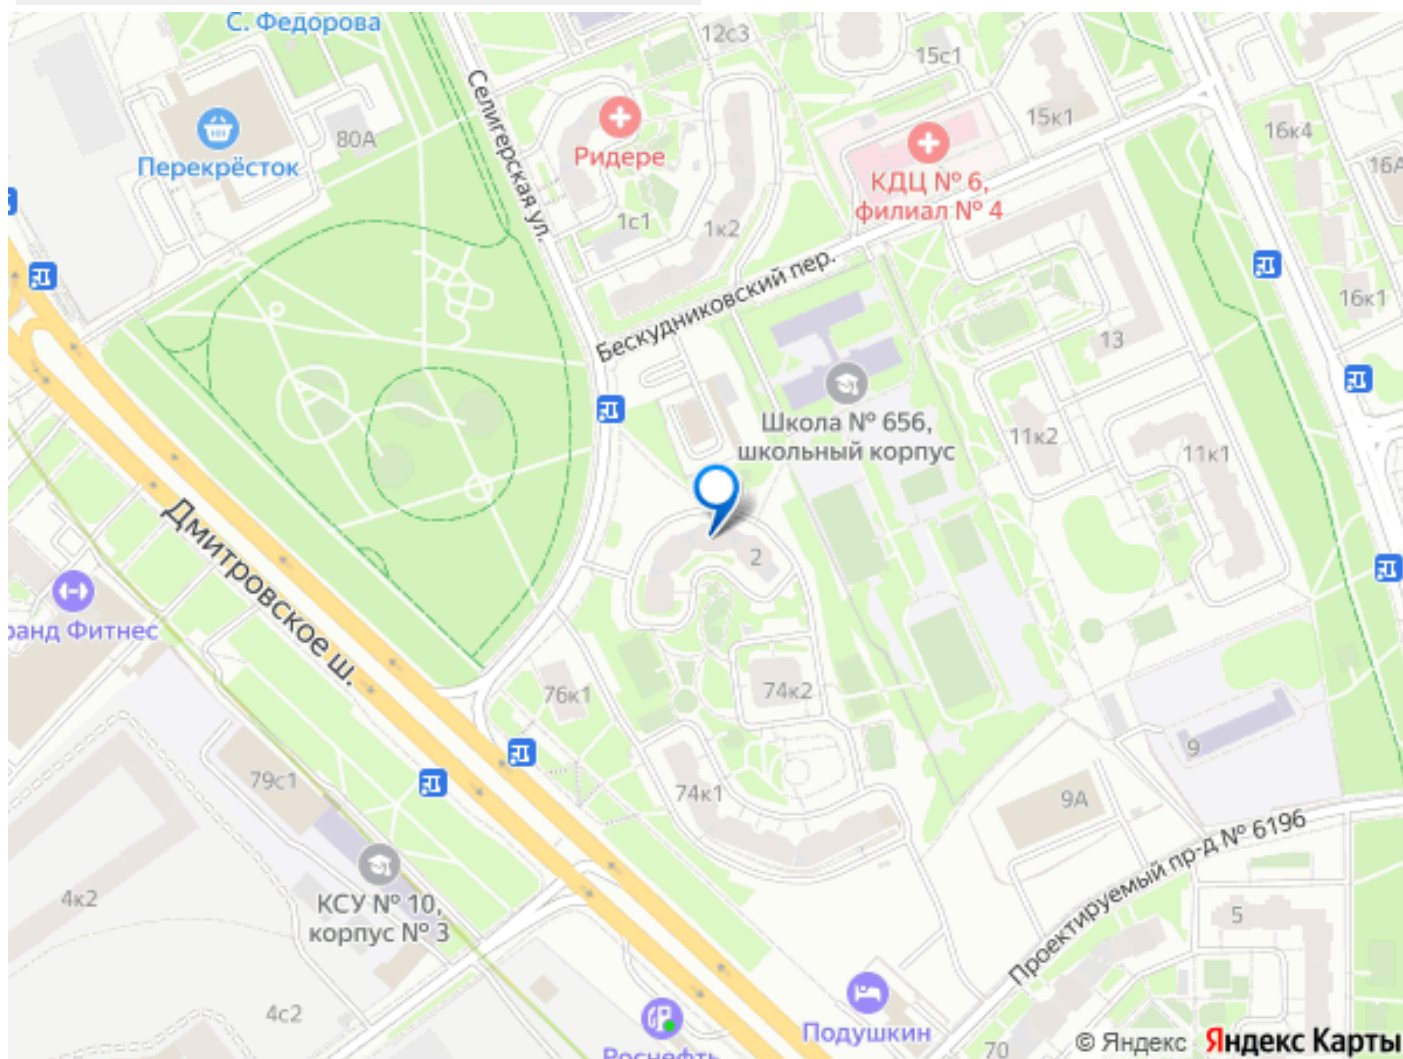 С. Федорова
12с3
15с1
Селигерская ул.
15к1
16к4
Перекрёсток
80А
Ридере
КДЦ № 6,
филиал № 4
16А
1с1
1к2
Бескудниковский пер.
16к1
13
Школа № 656,
школьный корпус
11к2
11к1
Дмитровское ш.
2
ранд Фитнес
76к1
74к2
9
79с1
74к1
9А
Проектируемый пр-д № 6196
4к2
КСУ № 10,
корпус № 3
5
4с2
Подушкин
Роснефть
70
© Яндекс Яндекс Карты